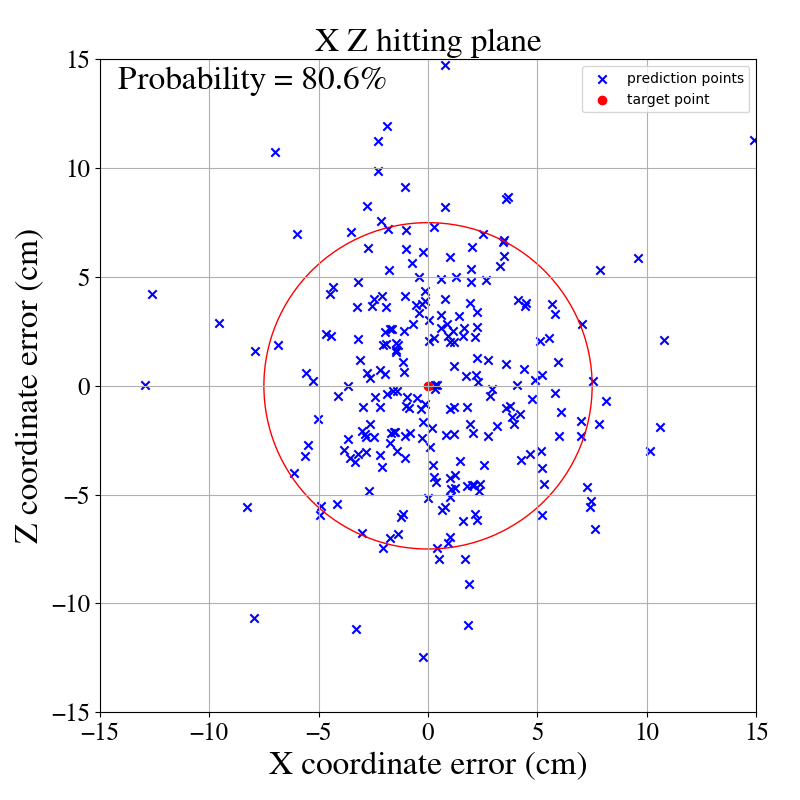 X Z hitting plane
Probability = 80.6%
prediction points
target point
15
10
5
0
−5
−10
−15
−15
−10
−5
0
5
10
15
Z coordinate error (cm)
X coordinate error (cm)